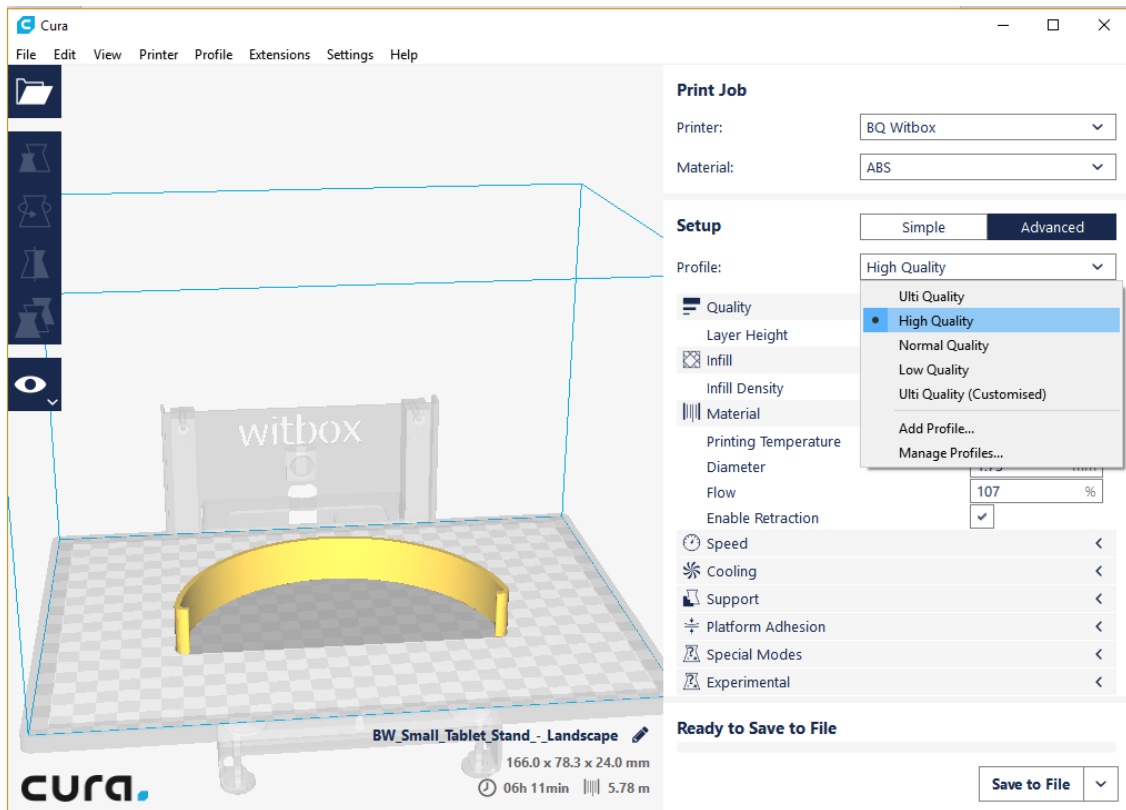 Cura
File Edit View Printer Profile Extensions Settings Help
Print Job
Printer: BQ Witbox
Material: ABS
Setup Simple Advanced
Profile: High Quality
Ulti Quality
High Quality
Normal Quality
Low Quality
Ulti Quality (Customised)
Add Profile...
Manage Profiles...
Quality
Layer Height
Infill
Infill Density
Material
Printing Temperature
Diameter
Flow 107 %
Enable Retraction
Speed
Cooling
Support
Platform Adhesion
Special Modes
Experimental
witbox
BW_Small_Tablet_Stand_-_Landscape
166.0 x 78.3 x 24.0 mm
06h 11min 5.78 m
cura.
Ready to Save to File
Save to File